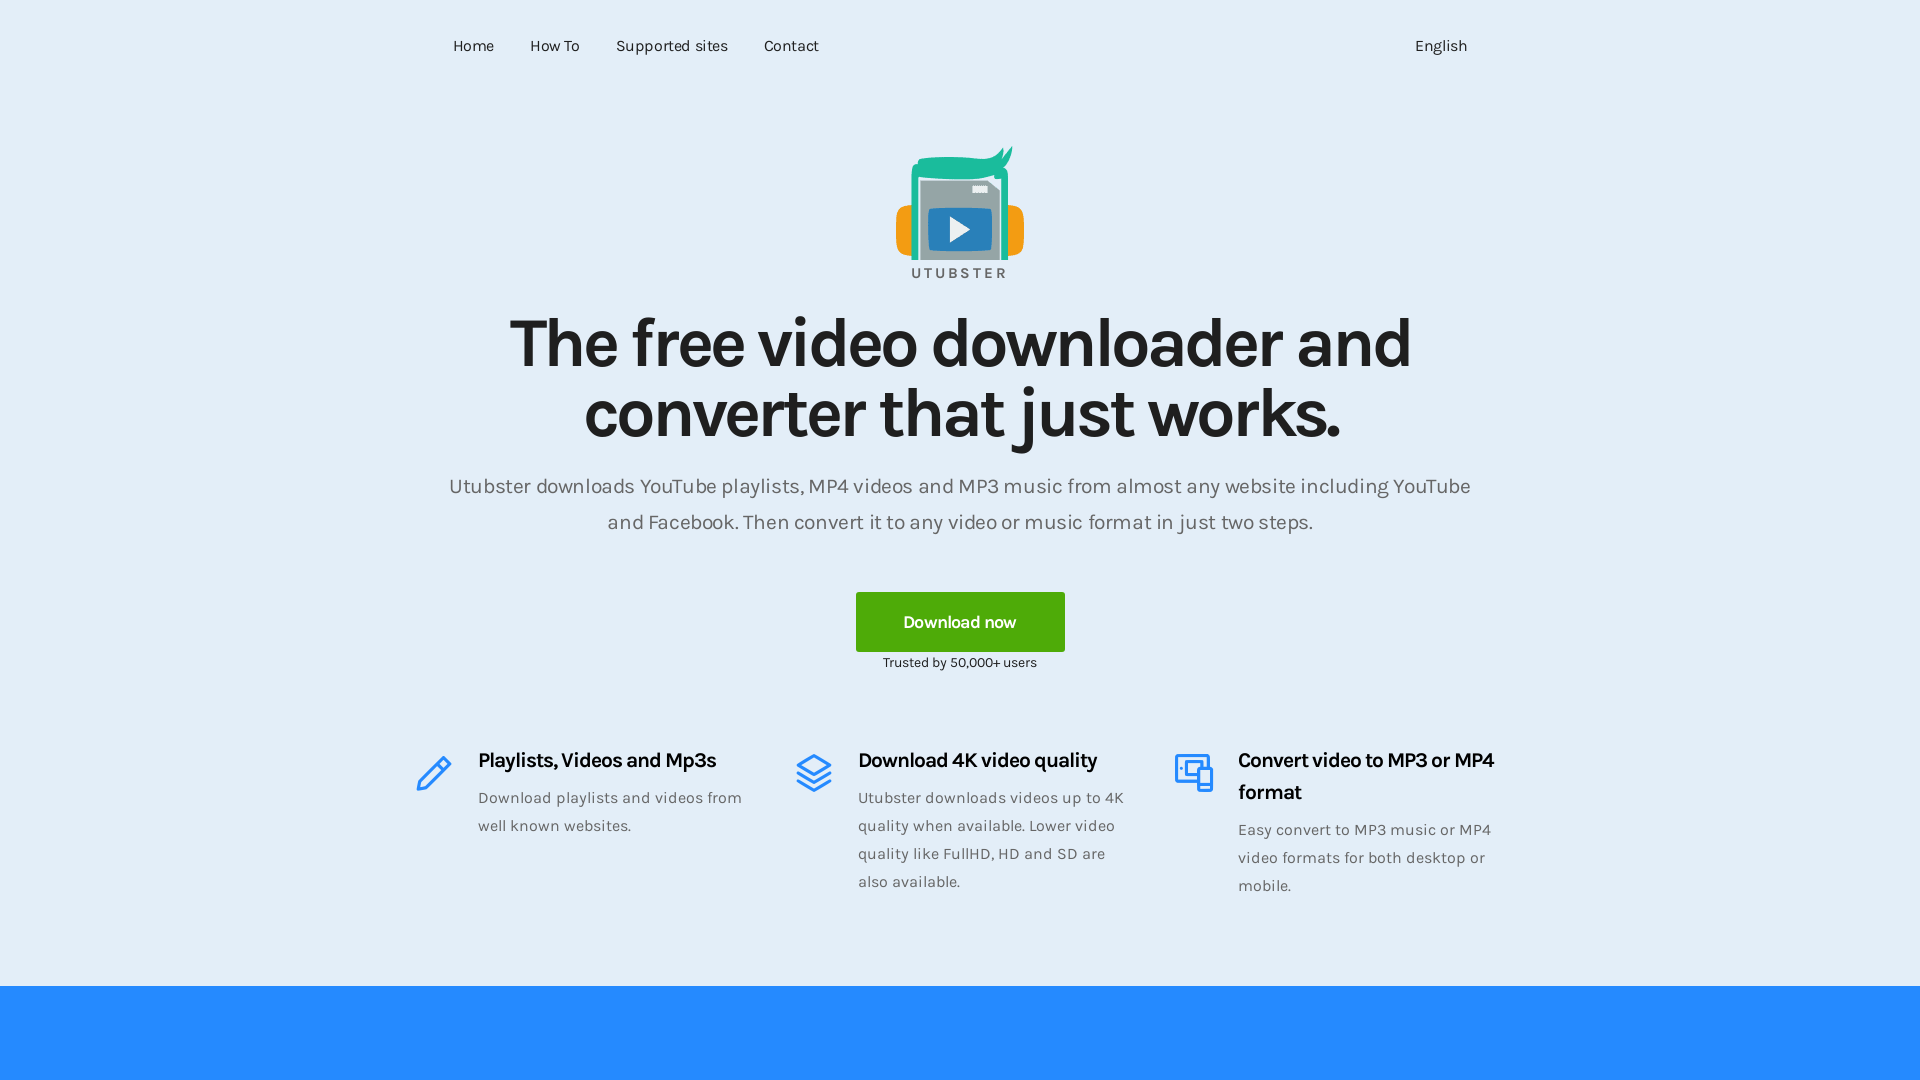 Home
How To
Supported sites
Contact
English
UTUBSTER
The free video downloader and
converter that just works.
Utubster downloads YouTube playlists, MP4 videos and MP3 music from almost any website including YouTube
and Facebook. Then convert it to any video or music format in just two steps.
Download now
Trusted by 50,000+ users
Playlists, Videos and Mp3s
Download playlists and videos from
well known websites.
Download 4K video quality
Utubster downloads videos up to 4K
quality when available. Lower video
quality like FullHD, HD and SD are
also available.
Convert video to MP3 or MP4
format
Easy convert to MP3 music or MP4
video formats for both desktop or
mobile.